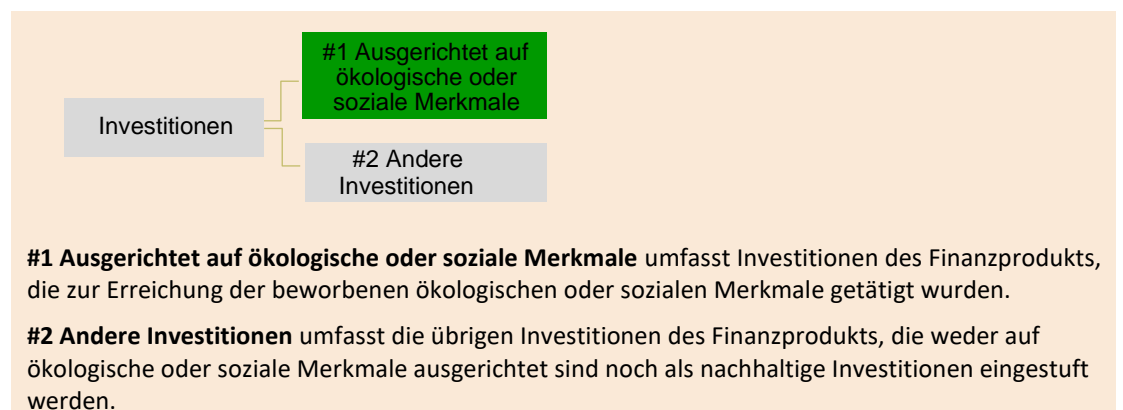 #1 Ausgerichtet auf
ökologische oder
soziale Merkmale
Investitionen
#2 Andere
Investitionen
#1 Ausgerichtet auf ökologische oder soziale Merkmale umfasst Investitionen des Finanzprodukts,
die zur Erreichung der beworbenen ökologischen oder sozialen Merkmale getätigt wurden.
#2 Andere Investitionen umfasst die übrigen Investitionen des Finanzprodukts, die weder auf
ökologische oder soziale Merkmale ausgerichtet sind noch als nachhaltige Investitionen eingestuft
werden.